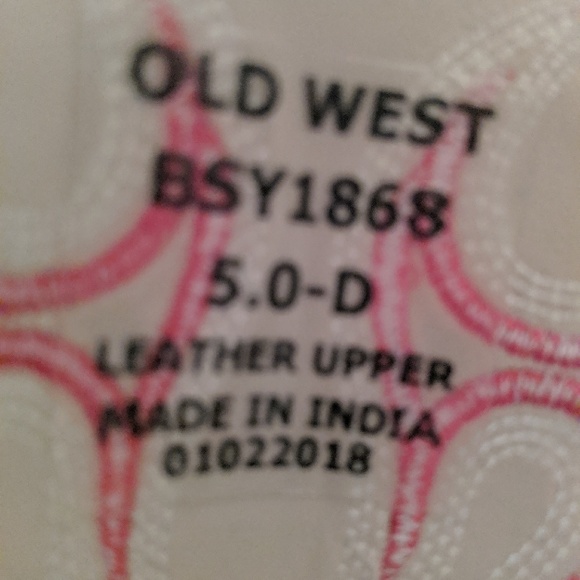 OLD WEST
BSY1868
5.0-D
LEATHER UPPER
MADE IN INDIA
01022018